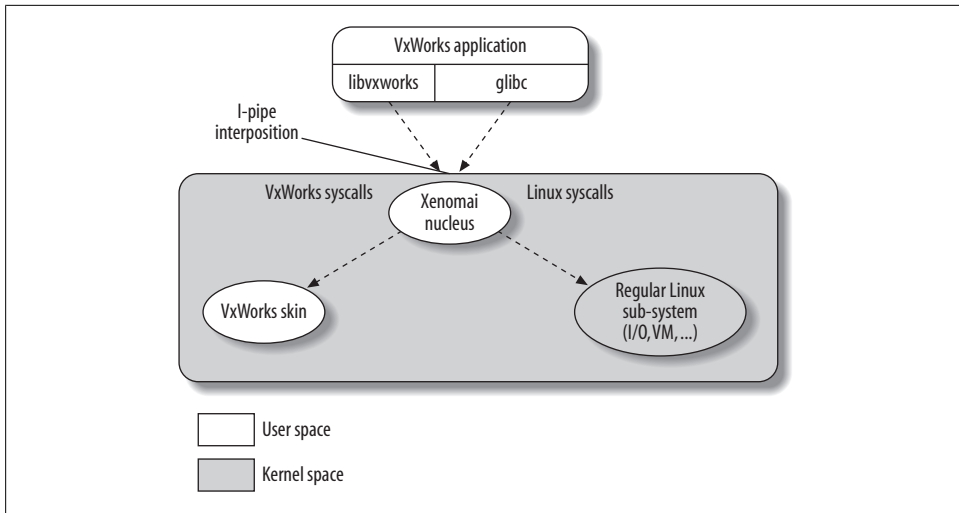 VxWorks application
libvxworks
glibc
I-pipe
interposition
VxWorks syscalls
Linux syscalls
Xenomai
nucleus
VxWorks skin
Regular Linux
sub-system
(I/O, VM, ...)
User space
Kernel space